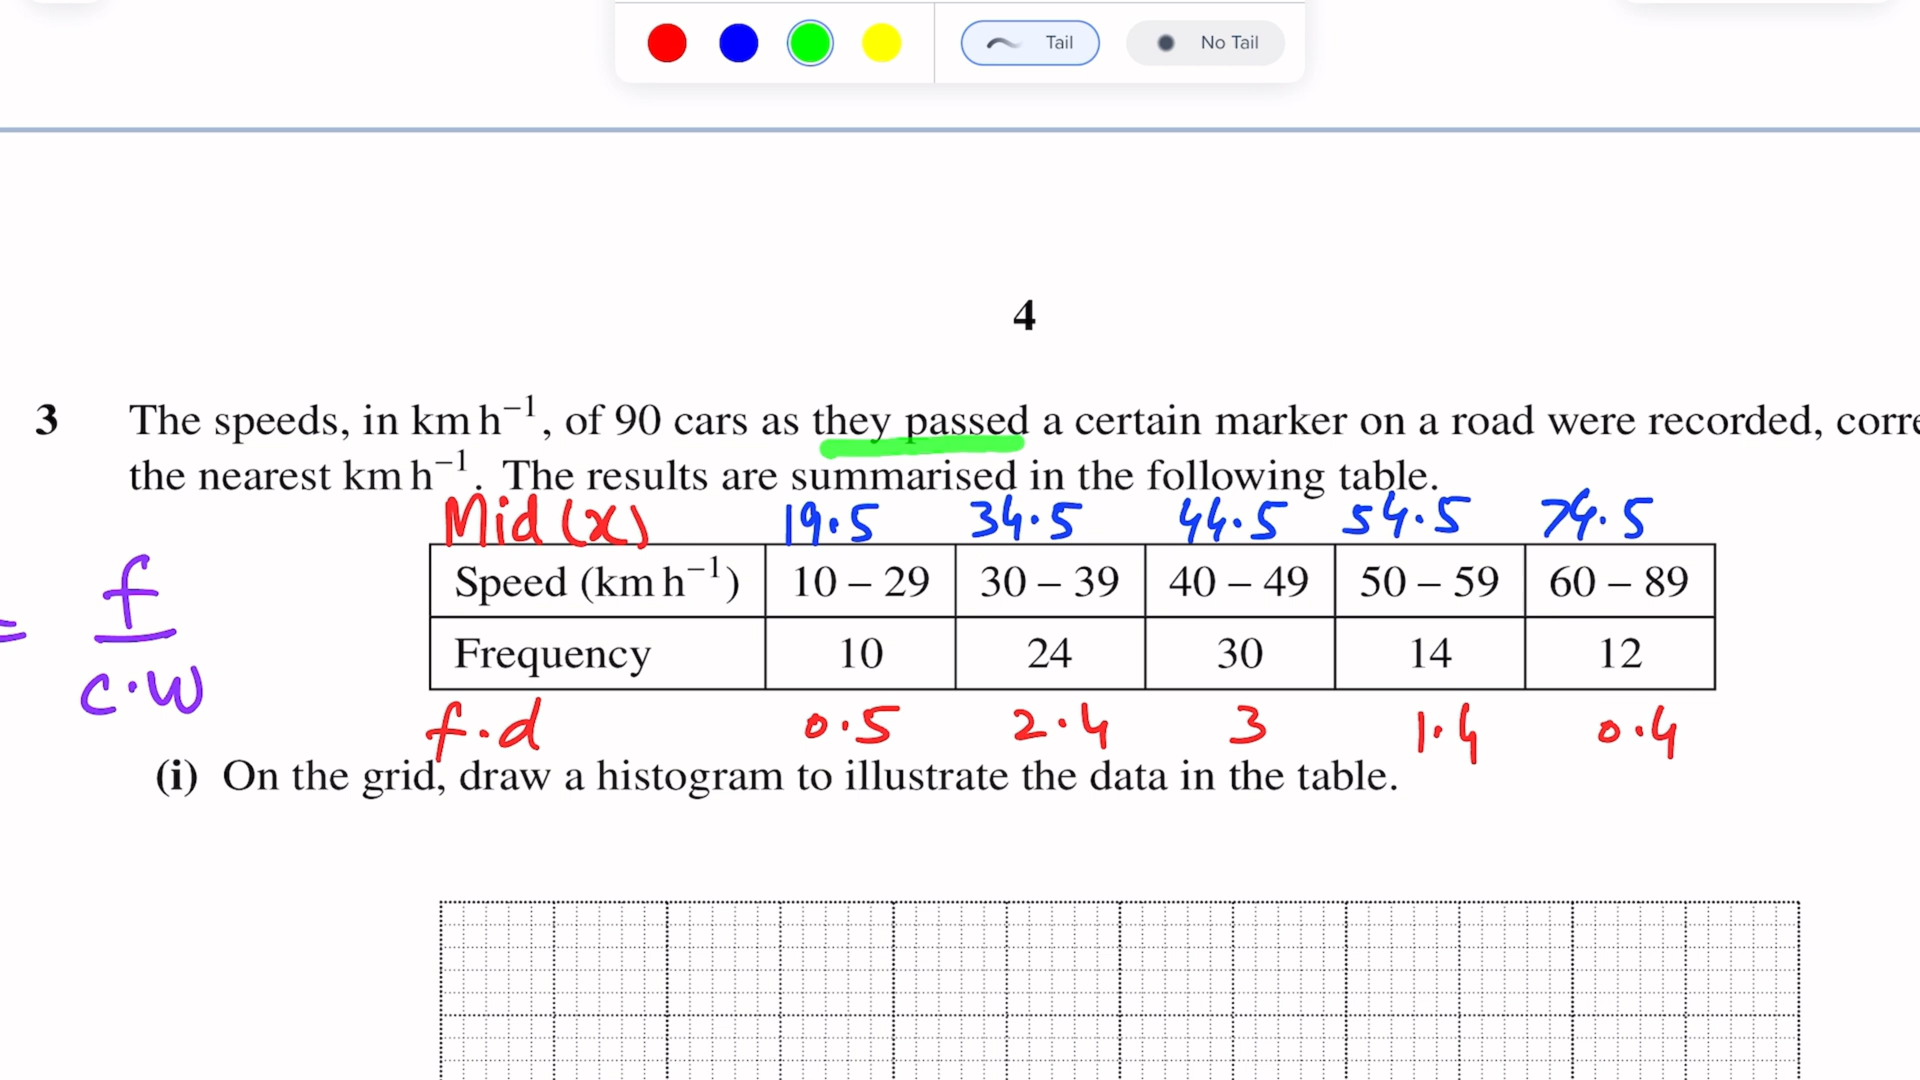 Tail No Tail
4
3 The speeds, in km h⁻¹, of 90 cars as they passed a certain marker on a road were recorded, corre
the nearest km h⁻¹. The results are summarised in the following table.
Mid (x) 19.5 34.5 44.5 54.5 74.5
Speed (km h⁻¹) 10 – 29 30 – 39 40 – 49 50 – 59 60 – 89
= f
c.w
Frequency 10 24 30 14 12
f.d 0.5 2.4 3 1.4 0.4
(i) On the grid, draw a histogram to illustrate the data in the table.